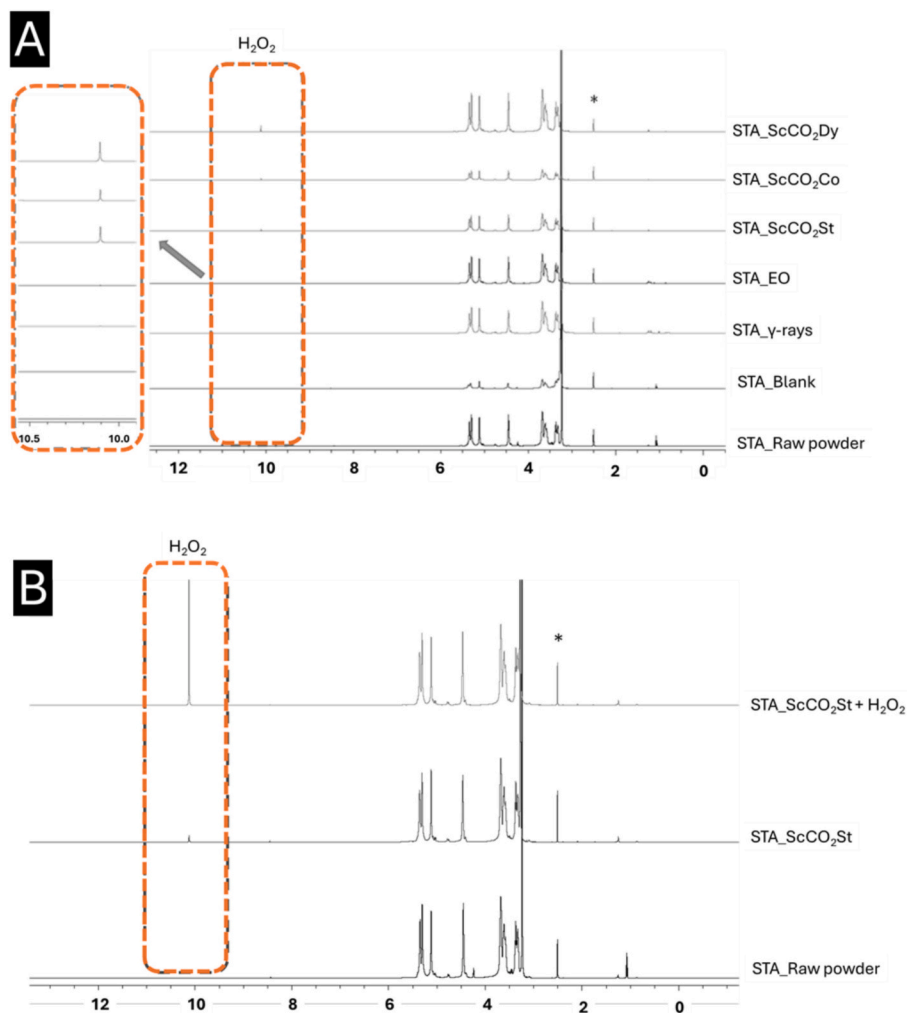 A
H₂O₂
*
STA_ScCO₂Dy
STA_ScCO₂Co
STA_ScCO₂St
STA_EO
STA_γ-rays
STA_Blank
STA_Raw powder
10.5 10.0
12 10 8 6 4 2 0
B
H₂O₂
*
STA_ScCO₂St + H₂O₂
STA_ScCO₂St
STA_Raw powder
12 10 8 6 4 2 0